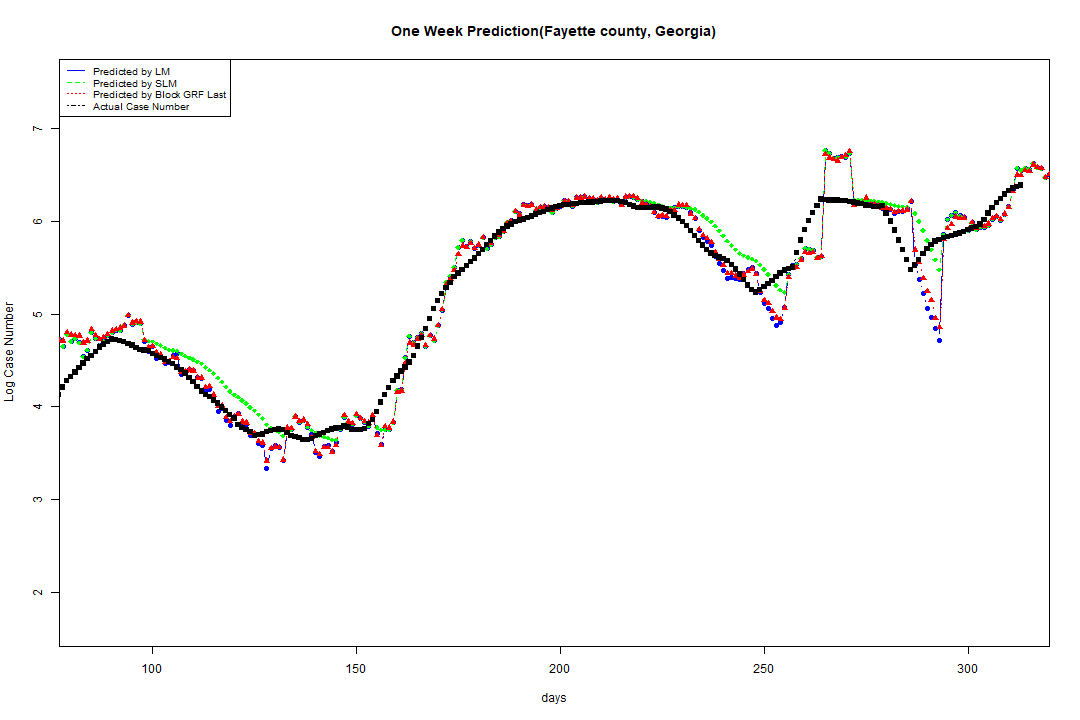 One Week Prediction(Fayette county, Georgia)
Predicted by LM
Predicted by SLM
Predicted by Block GRF Last
Actual Case Number
7
6
5
4
3
2
Log Case Number
100 150 200 250 300
days